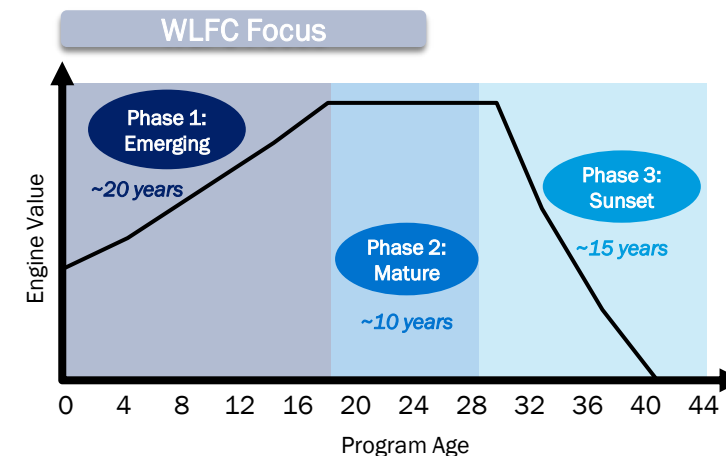 WLFC Focus
Phase 1:
Emerging
~20 years
Phase 2:
Mature
~10 years
Phase 3:
Sunset
~15 years
Engine Value
0 4 8 12 16 20 24 28 32 36 40 44
Program Age